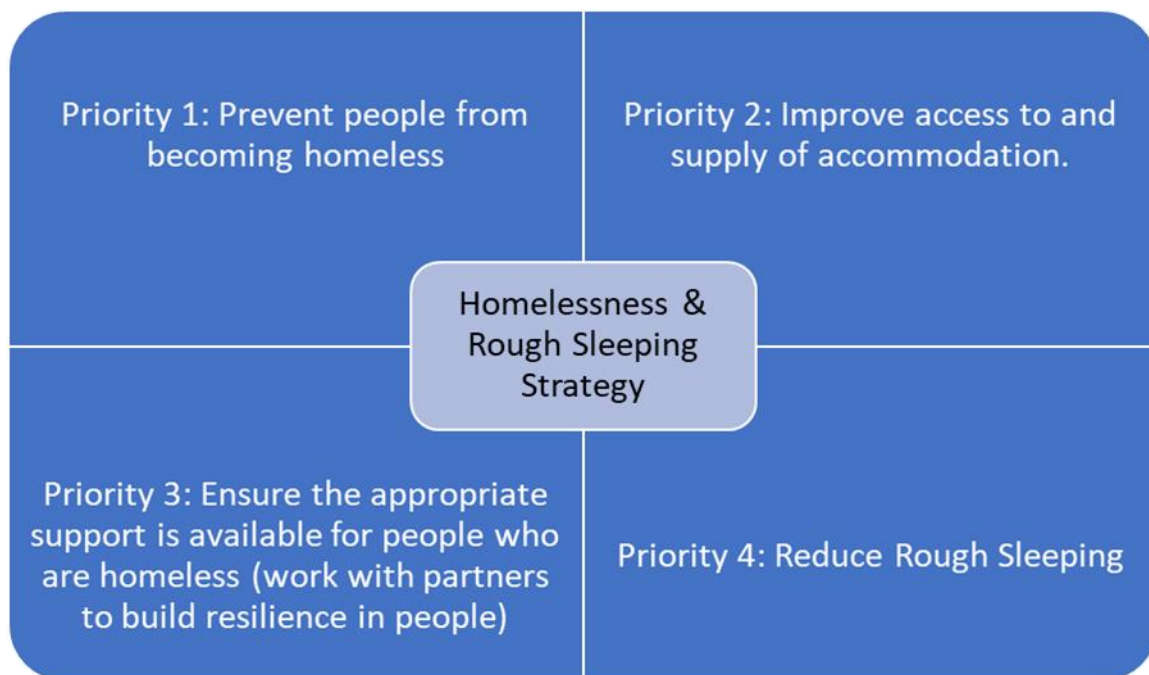 Priority 1: Prevent people from
becoming homeless
Priority 2: Improve access to and
supply of accommodation.
Homelessness &
Rough Sleeping
Strategy
Priority 3: Ensure the appropriate
support is available for people who
are homeless (work with partners
to build resilience in people)
Priority 4: Reduce Rough Sleeping